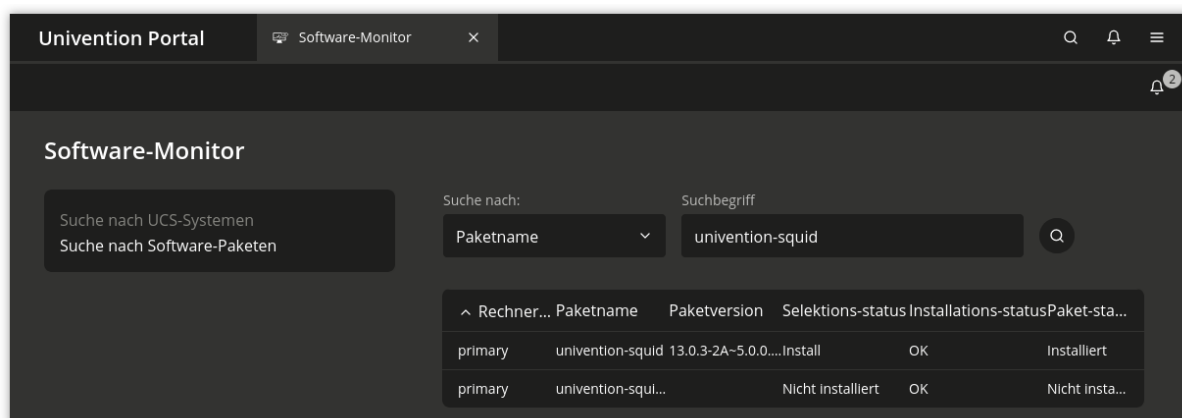 Univention Portal Software-Monitor
2
Software-Monitor
Suche nach UCS-Systemen
Suche nach Software-Paketen
Suche nach: Suchbegriff
Paketname univention-squid
Rechner... Paketname Paketversion Selektions-status Installations-status Paket-sta...
primary univention-squid 13.0.3-2A~5.0.0.... Install OK Installiert
primary univention-squi... Nicht installiert OK Nicht insta...